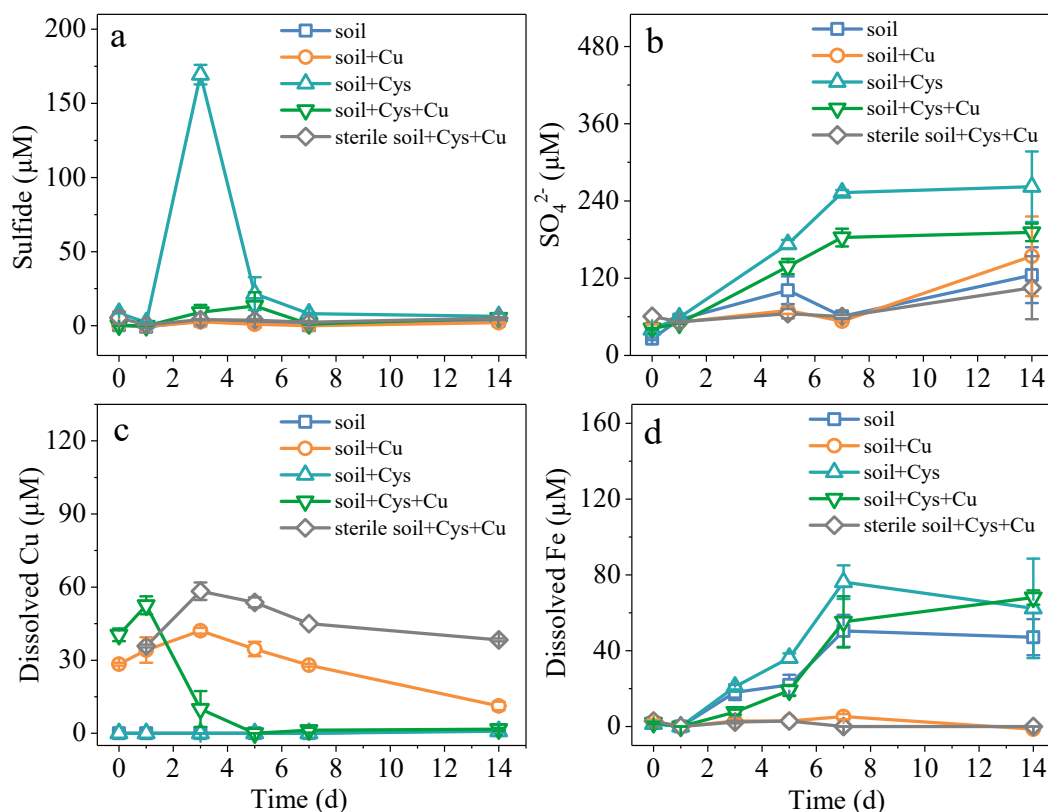 a
Sulfide (μM)
200
150
100
50
0
0 2 4 6 8 10 12 14
soil
soil+Cu
soil+Cys
soil+Cys+Cu
sterile soil+Cys+Cu
b
SO₄²⁻ (μM)
480
360
240
120
0
0 2 4 6 8 10 12 14
soil
soil+Cu
soil+Cys
soil+Cys+Cu
sterile soil+Cys+Cu
c
Dissolved Cu (μM)
120
90
60
30
0
0 2 4 6 8 10 12 14
Time (d)
soil
soil+Cu
soil+Cys
soil+Cys+Cu
sterile soil+Cys+Cu
d
Dissolved Fe (μM)
160
120
80
40
0
0 2 4 6 8 10 12 14
Time (d)
soil
soil+Cu
soil+Cys
soil+Cys+Cu
sterile soil+Cys+Cu